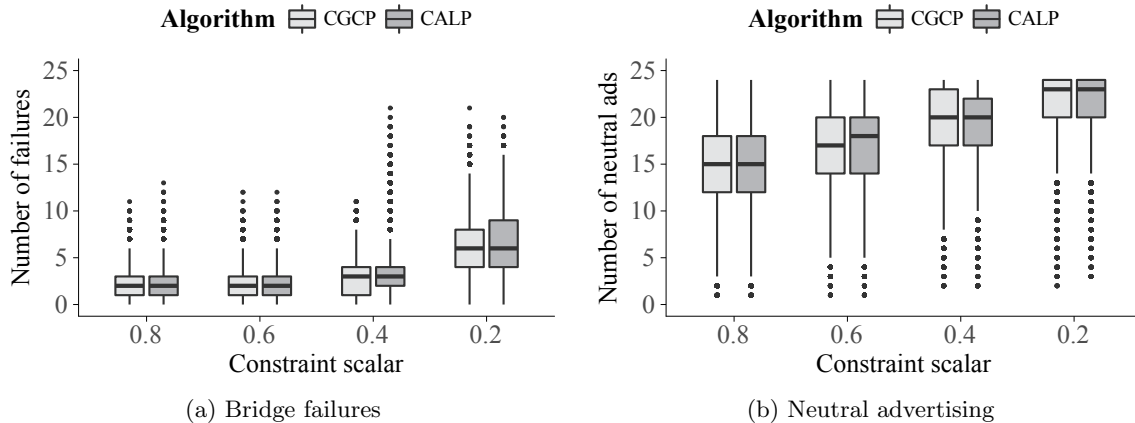 Algorithm CGCP CALP
Number of failures
25
20
15
10
5
0
0.8 0.6 0.4 0.2
Constraint scalar
(a) Bridge failures
Algorithm CGCP CALP
Number of neutral ads
25
20
15
10
5
0
0.8 0.6 0.4 0.2
Constraint scalar
(b) Neutral advertising